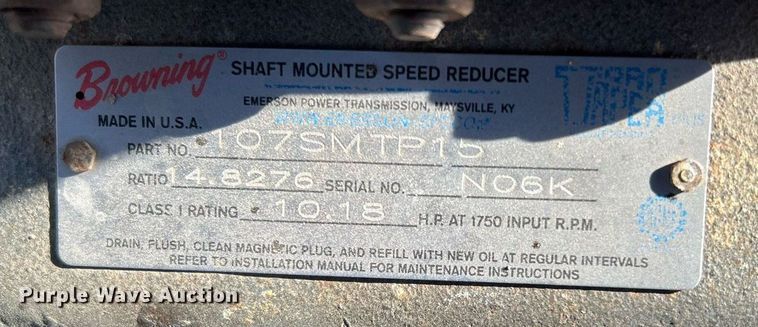 Browning® SHAFT MOUNTED SPEED REDUCER
EMERSON POWER TRANSMISSION, MAYSVILLE, KY
MADE IN U.S.A.
PART NO. 107SMTP15
RATIO 14.8276 SERIAL NO. N06K
CLASS 1 RATING 10.18 H.P. AT 1750 INPUT R.P.M.
DRAIN, FLUSH, CLEAN MAGNETIC PLUG, AND REFILL WITH NEW OIL AT REGULAR INTERVALS
REFER TO INSTALLATION MANUAL FOR MAINTENANCE INSTRUCTIONS
Purple Wave Auction